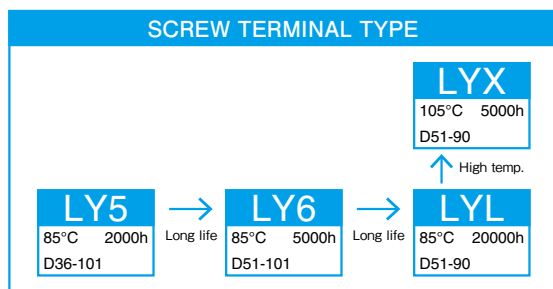 SCREW TERMINAL TYPE
LYX
105°C 5000h
D51-90
High temp.
LY5
85°C 2000h
D36-101
Long life
LY6
85°C 5000h
D51-101
Long life
LYL
85°C 20000h
D51-90